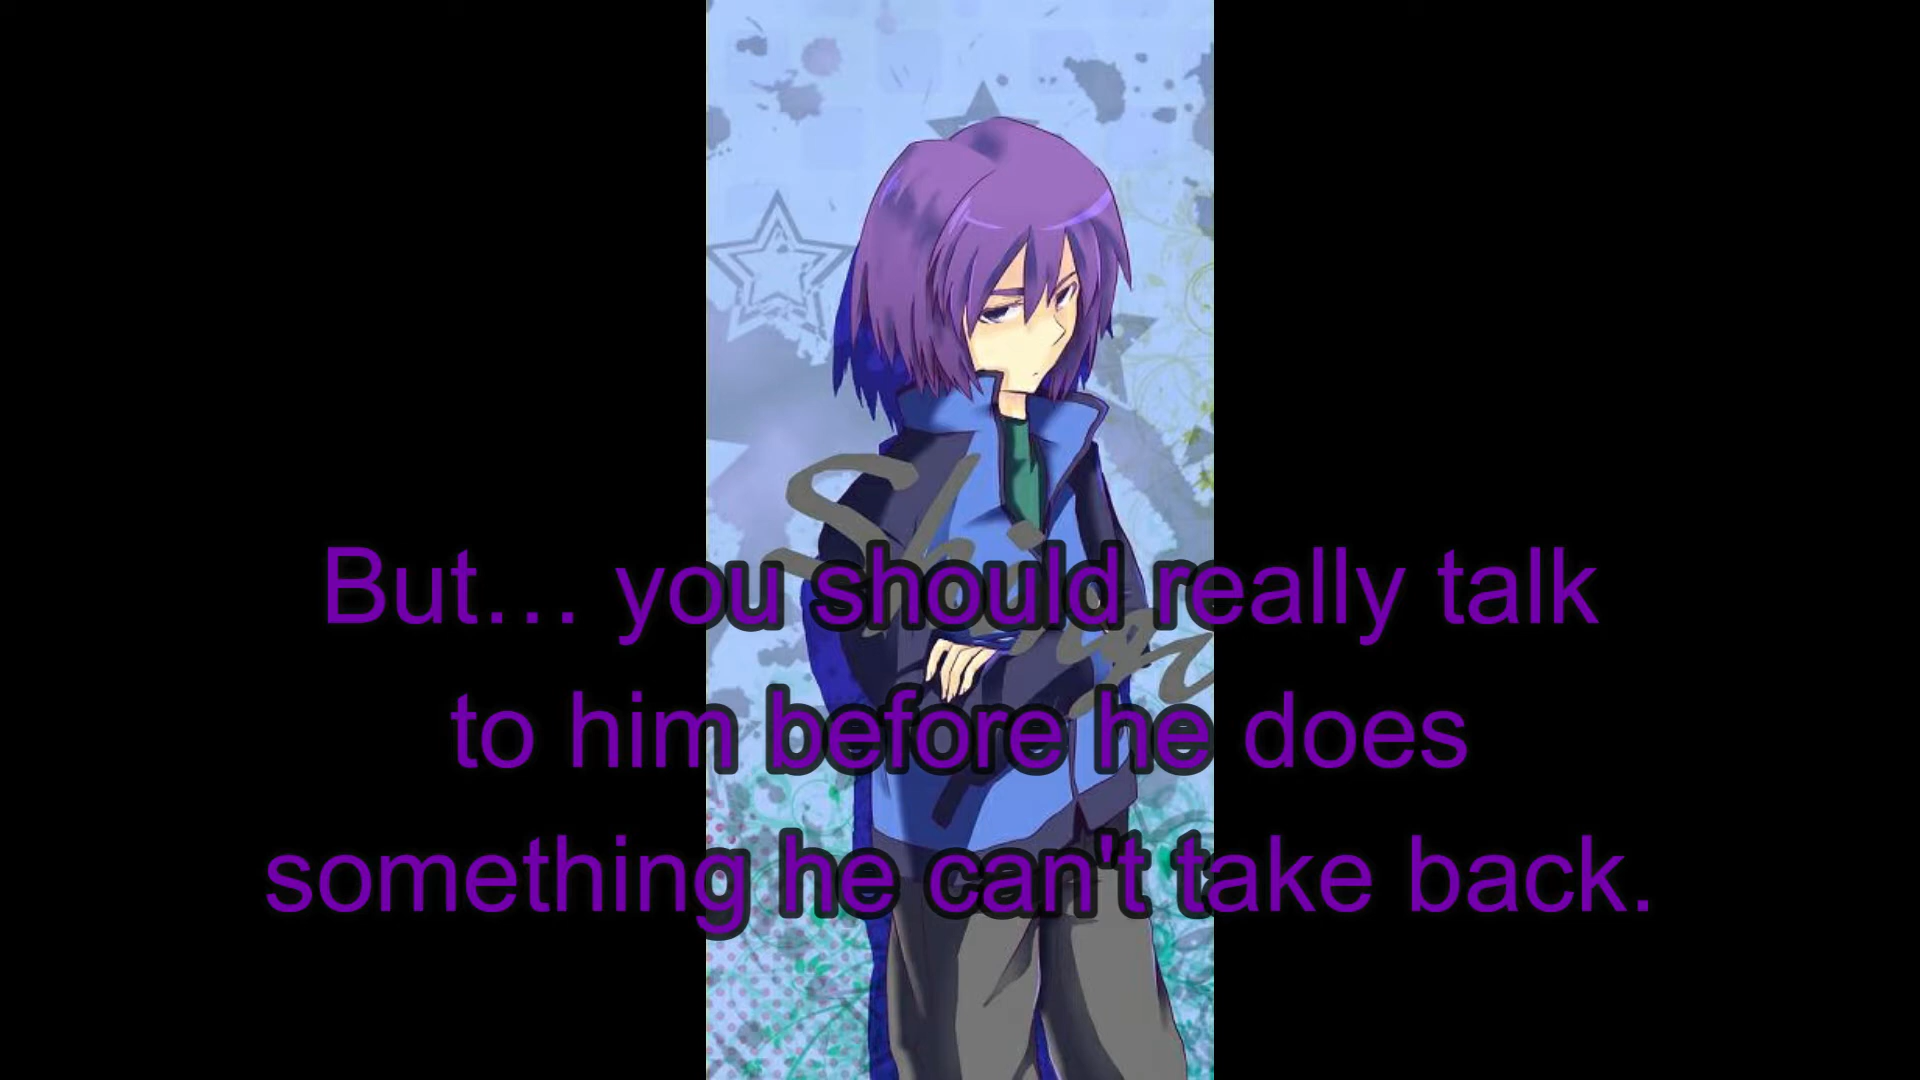 But… you should really talk
to him before he does
something he can't take back.